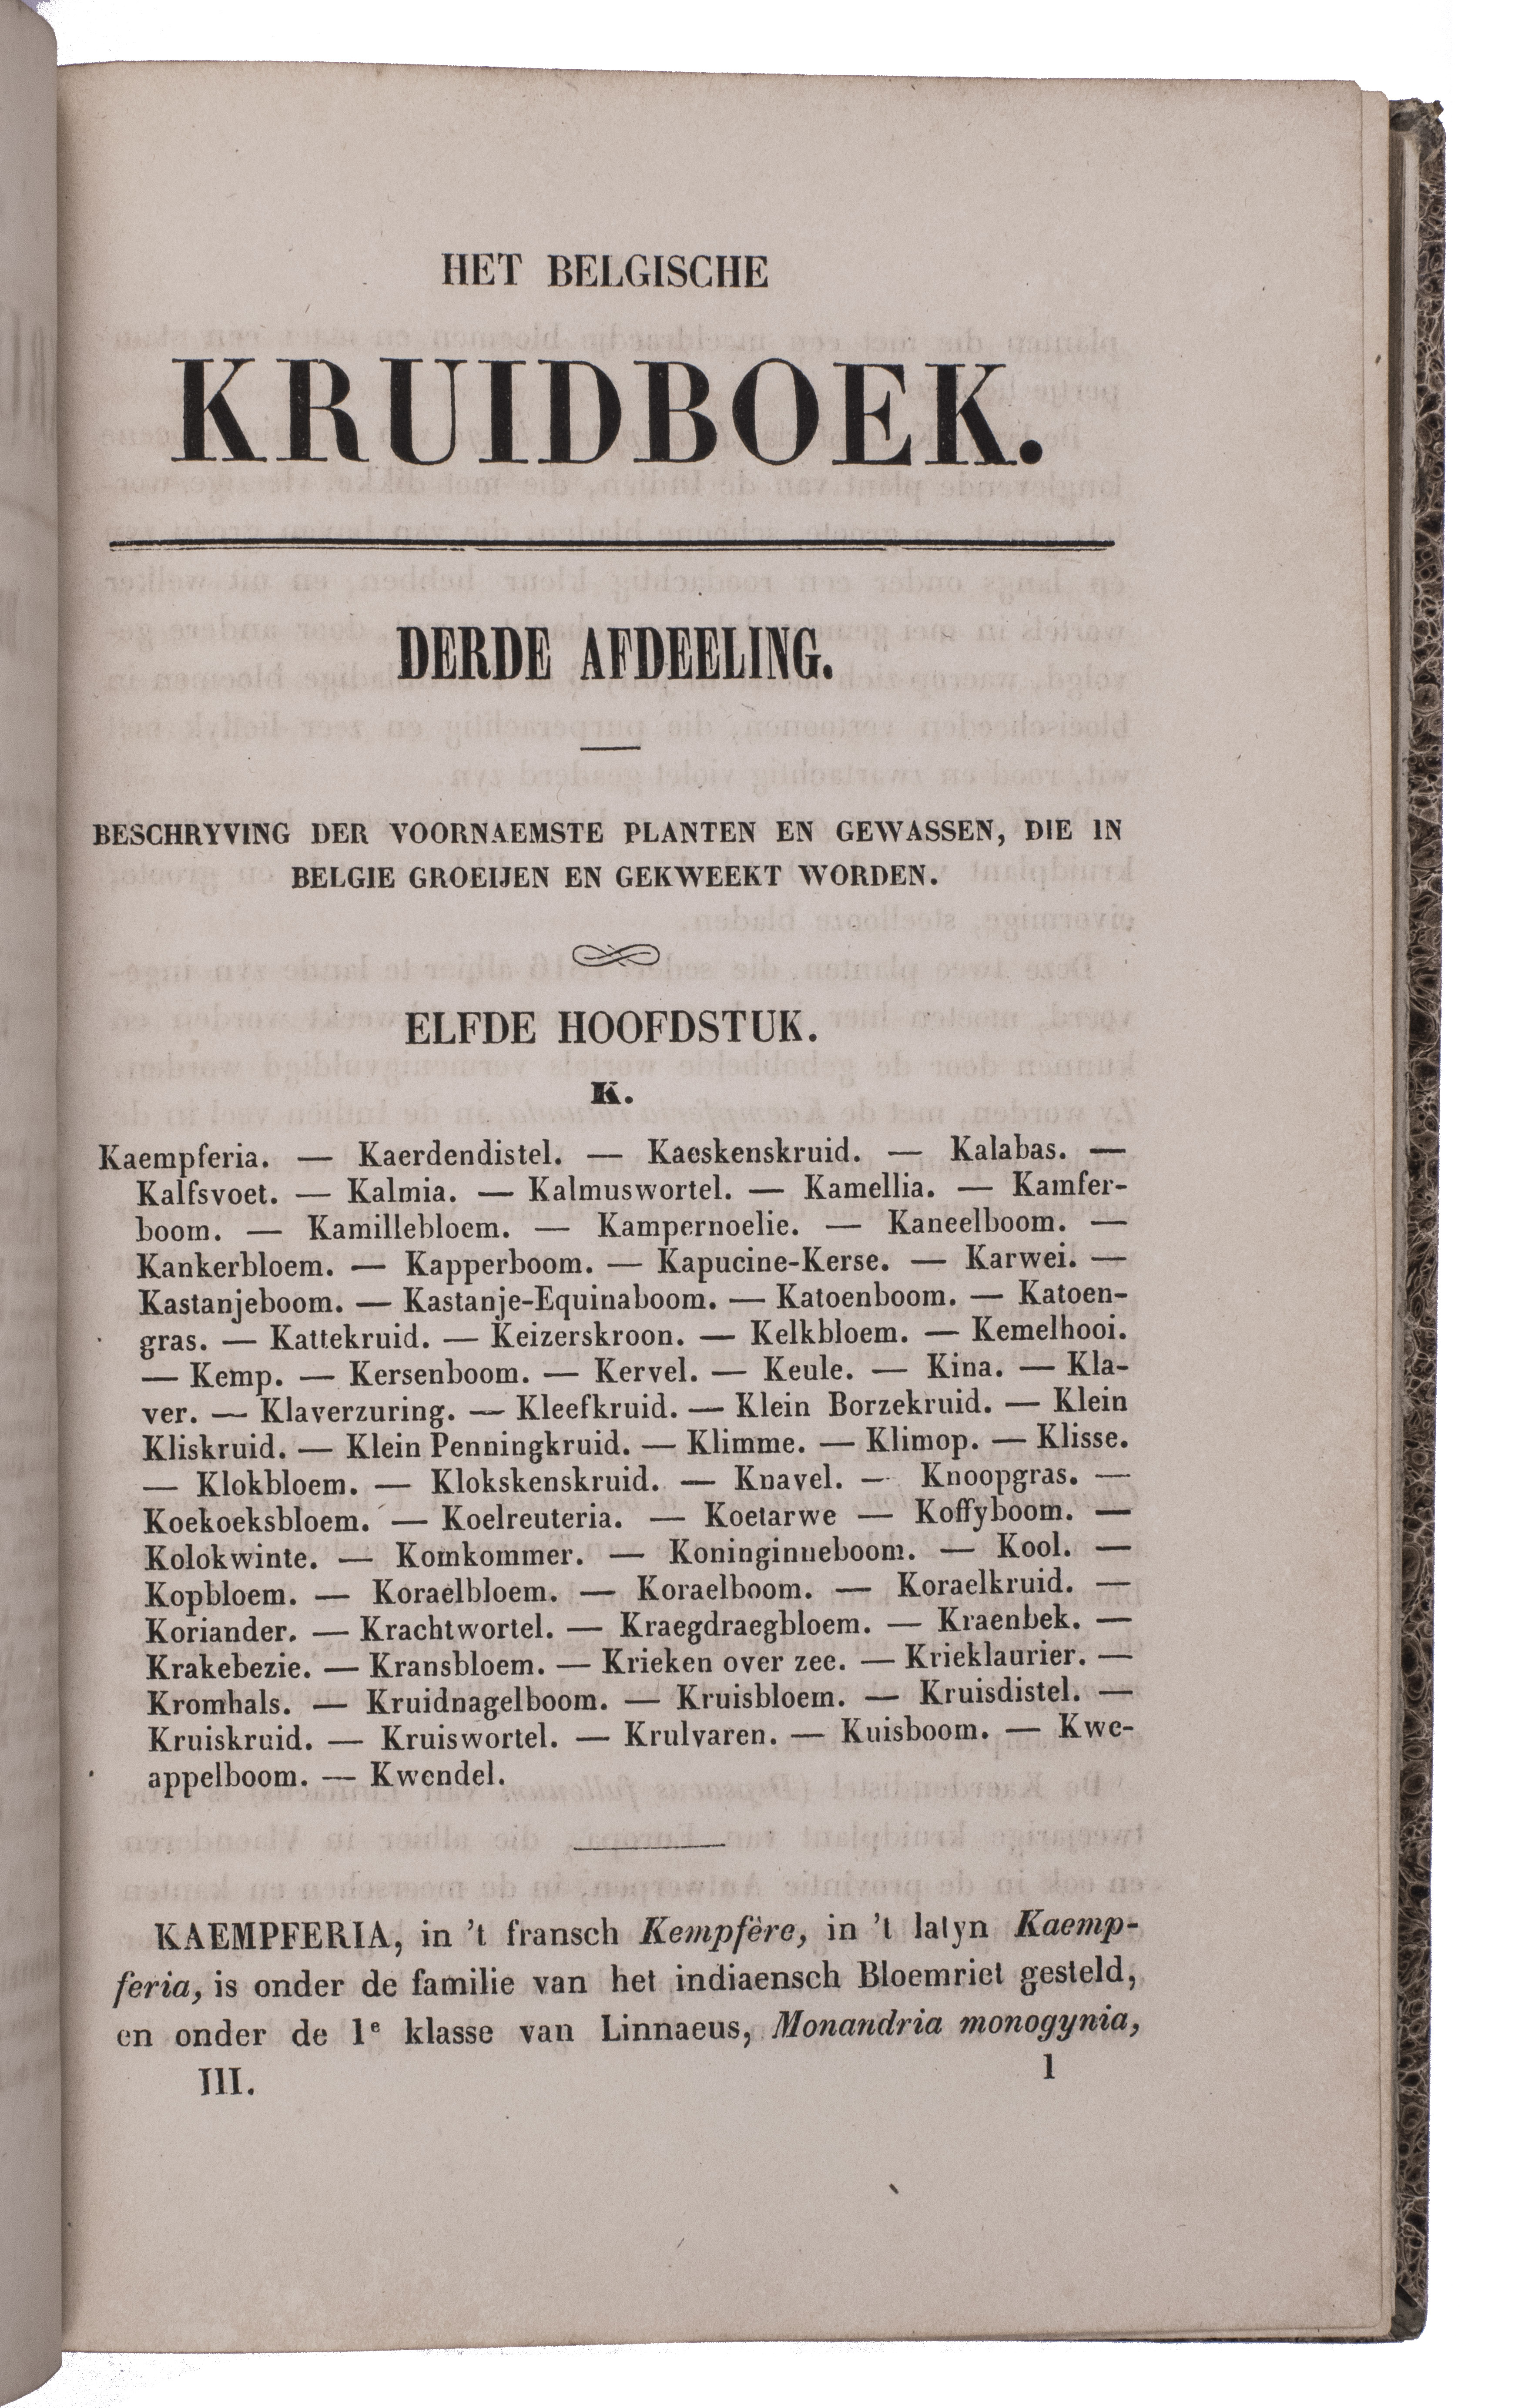 HET BELGISCHE
KRUIDBOEK.
DERDE AFDEELING.
BESCHRYVING DER VOORNAEMSTE PLANTEN EN GEWASSEN, DIE IN
BELGIE GROEIJEN EN GEKWEEKT WORDEN.
ELFDE HOOFDSTUK.
K.
Kaempferia. — Kaerdendistel. — Kaeskenskruid. — Kalabas. —
Kalfsvoet. — Kalmia. — Kalmuswortel. — Kamellia. — Kamfer-
boom. — Kamillebloem. — Kampernoelie. — Kaneelboom. —
Kankerbloem. — Kapperboom. — Kapucine-Kerse. — Karwei. —
Kastanjeboom. — Kastanje-Equinaboom. — Katoenboom. — Katoen-
gras. — Kattekruid. — Keizerskroon. — Kelkbloem. — Kemelhooi.
— Kemp. — Kersenboom. — Kervel. — Keule. — Kina. — Kla-
ver. — Klaverzuring. — Kleefkruid. — Klein Borzekruid. — Klein
Kliskruid. — Klein Penningkruid. — Klimme. — Klimop. — Klisse.
— Klokbloem. — Klokskenskruid. — Knavel. — Knoopgras. —
Koekoeksbloem. — Koelreuteria. — Koetarwe — Koffyboom. —
Kolokwinte. — Komkommer. — Koninginneboom. — Kool. —
Kopbloem. — Koraelbloem. — Koraelboom. — Koraelkruid. —
Koriander. — Krachtwortel. — Kraegdraegbloem. — Kraenbek. —
Krakebezie. — Kransbloem. — Krieken over zee. — Krieklaurier. —
Kromhals. — Kruidnagelboom. — Kruisbloem. — Kruisdistel. —
Kruiskruid. — Kruiswortel. — Krulvaren. — Kuisboom. — Kwe-
appelboom. — Kwendel.
KAEMPFERIA, in 't fransch Kempfère, in 't latyn Kaemp-
feria, is onder de familie van het indiaensch Bloemriet gesteld,
en onder de 1e klasse van Linnaeus, Monandria monogynia,
III. 1